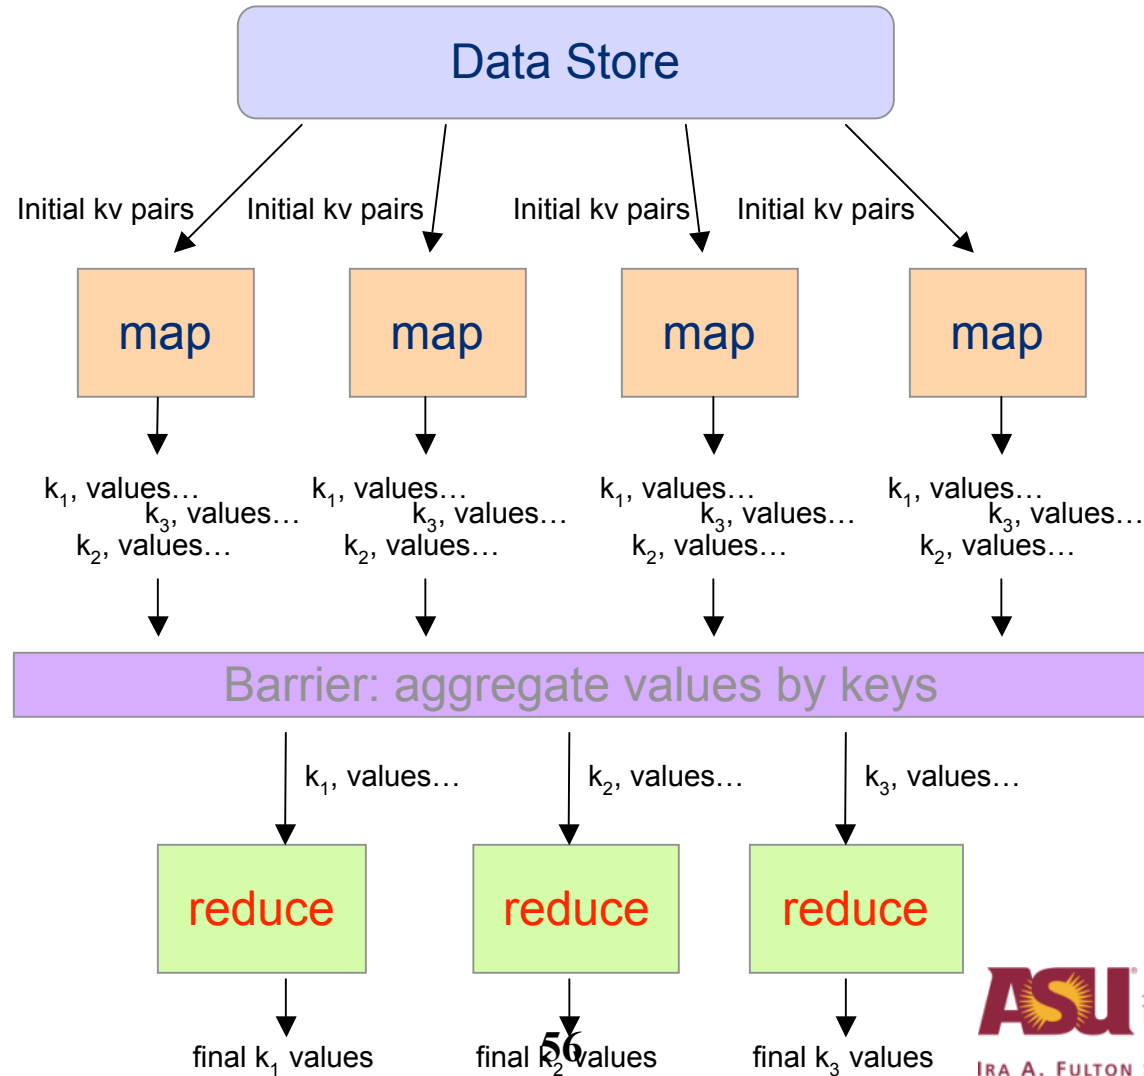 Data Store
Initial kv pairs Initial kv pairs Initial kv pairs Initial kv pairs
map map map map
k₁, values… k₁, values… k₁, values… k₁, values…
k₃, values… k₃, values… k₃, values… k₃, values…
k₂, values… k₂, values… k₂, values… k₂, values…
Barrier: aggregate values by keys
k₁, values… k₂, values… k₃, values…
reduce reduce reduce
final k₁ values final k₂ values final k₃ values
56
ASU
IRA A. FULTON